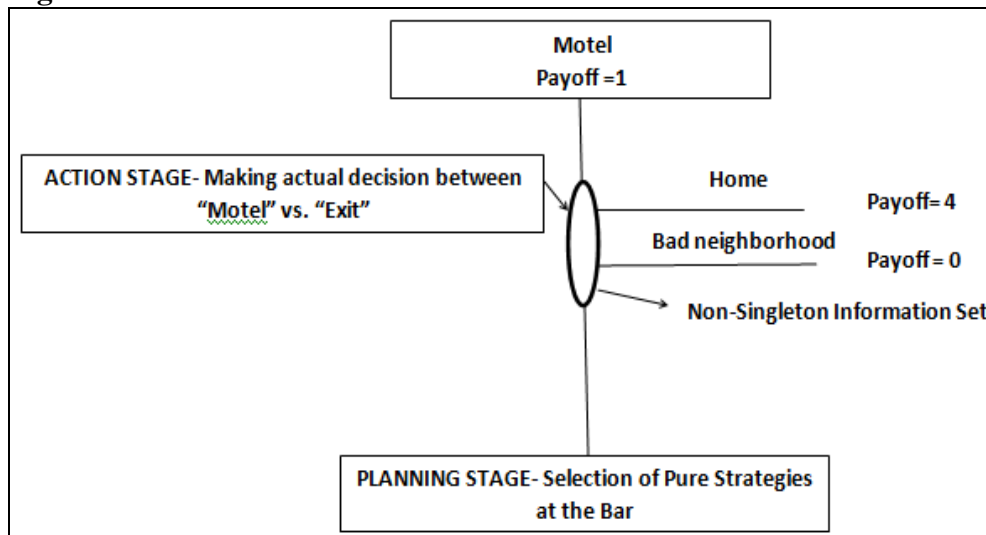 Motel
Payoff =1
ACTION STAGE- Making actual decision between
“Motel” vs. “Exit”
Home
Payoff= 4
Bad neighborhood
Payoff= 0
Non-Singleton Information Set
PLANNING STAGE- Selection of Pure Strategies
at the Bar